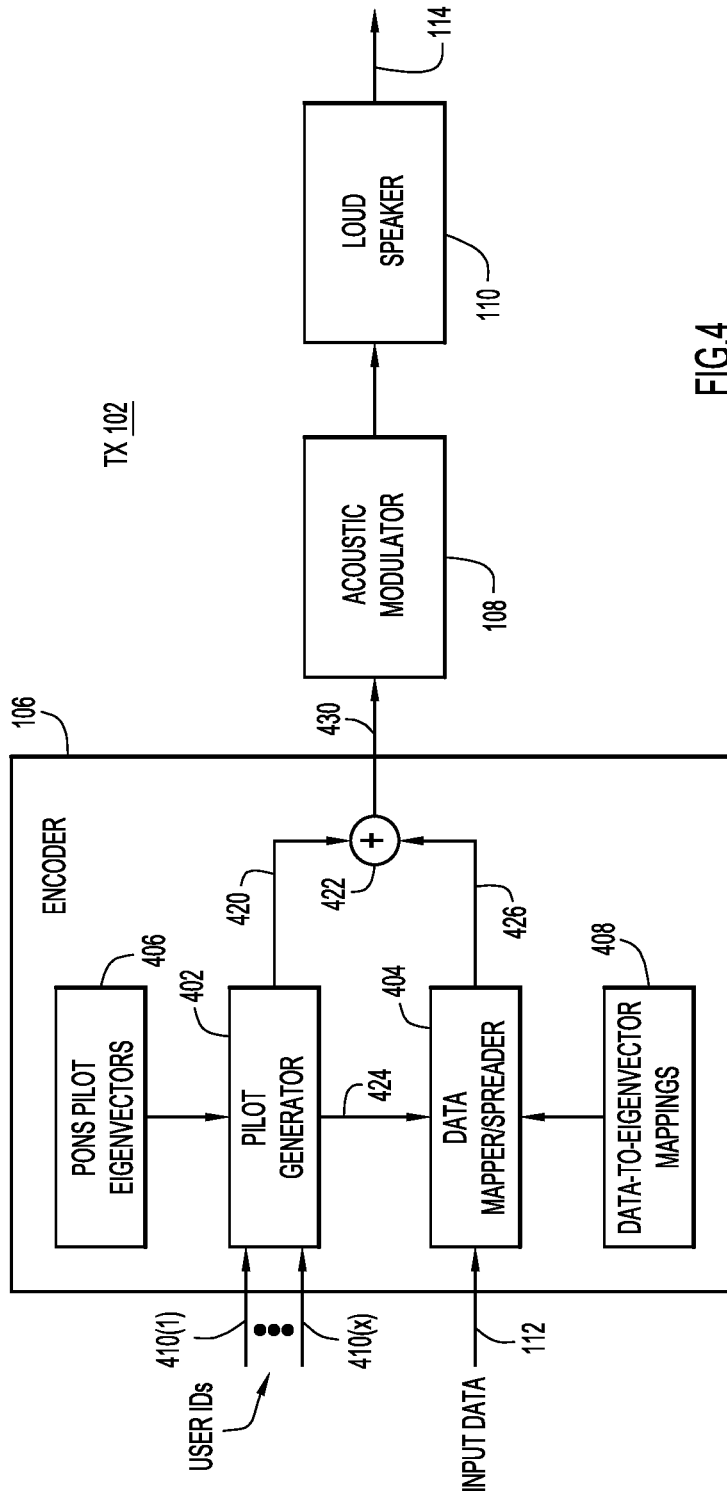 TX 102
106
ENCODER
406
PONS PILOT
EIGENVECTORS
402
PILOT
GENERATOR
420
424
422
+
430
404
DATA
MAPPER/SPREADER
426
408
DATA-TO-EIGENVECTOR
MAPPINGS
410(1)
410(x)
USER IDs
112
INPUT DATA
ACOUSTIC
MODULATOR
108
LOUD
SPEAKER
110
114
FIG.4